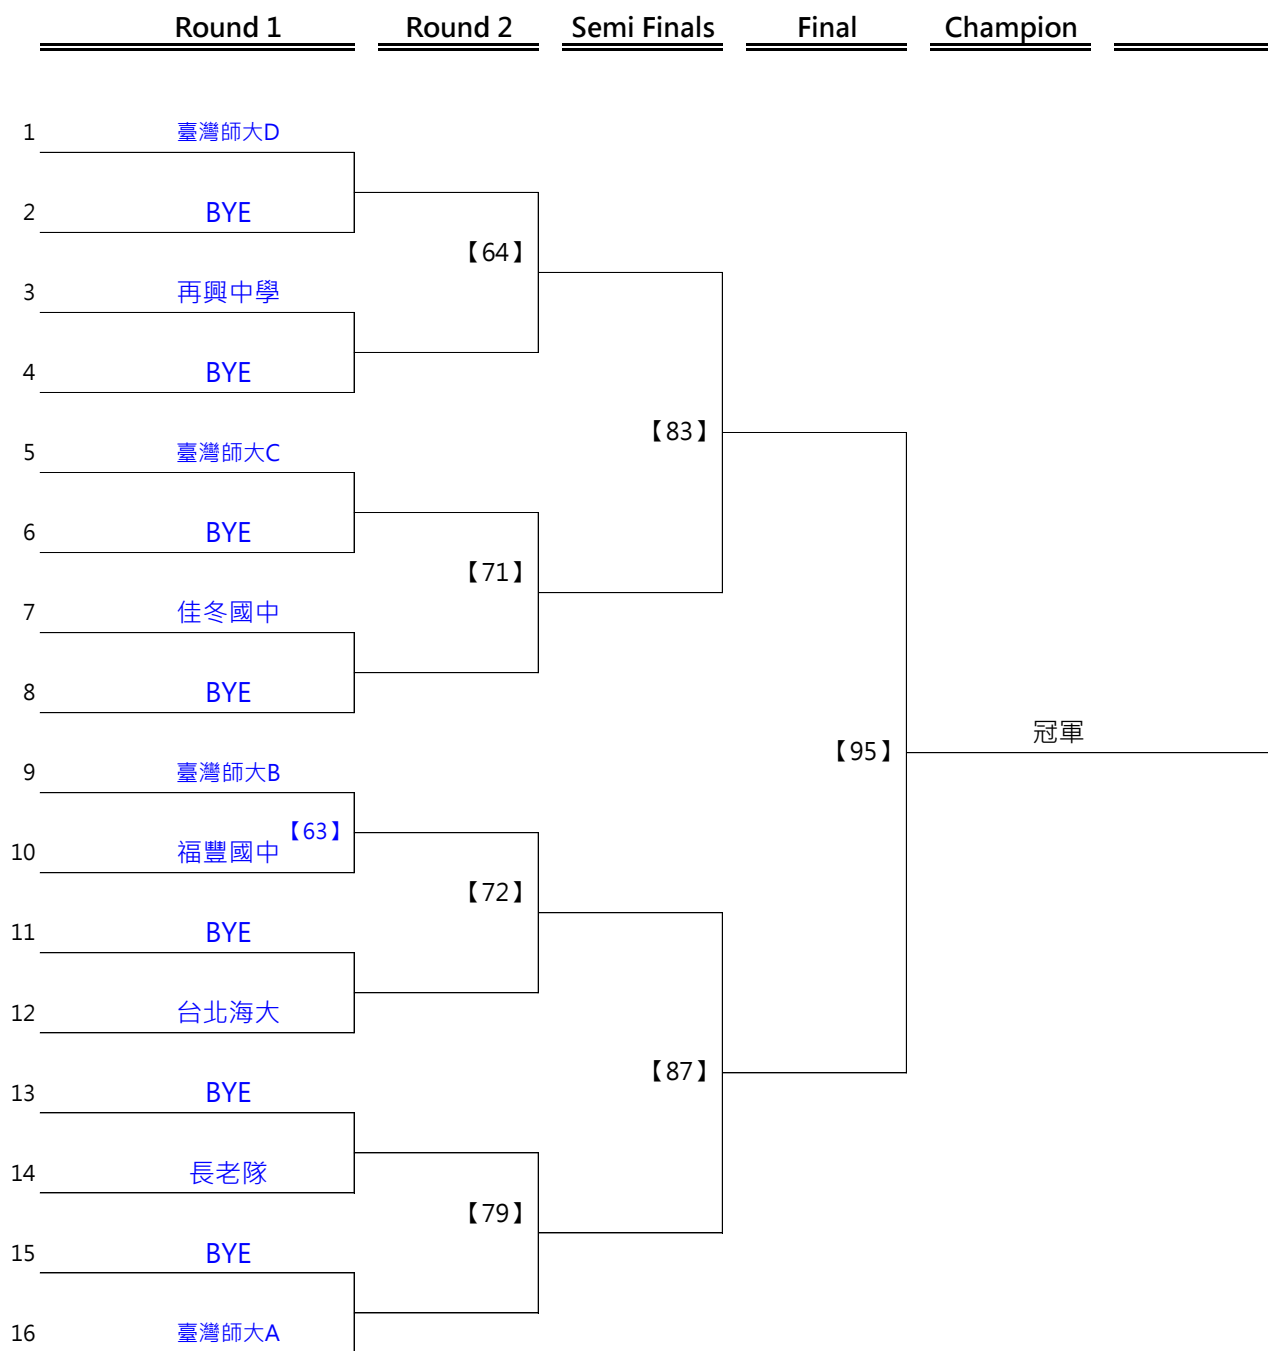 Round 1 Round 2 Semi Finals Final Champion
1 臺灣師大D
2 BYE
【64】
3 再興中學
4 BYE
【83】
5 臺灣師大C
6 BYE
【71】
7 佳冬國中
8 BYE
冠軍
【95】
9 臺灣師大B
【63】
10 福豐國中
【72】
11 BYE
12 台北海大
【87】
13 BYE
14 長老隊
【79】
15 BYE
16 臺灣師大A